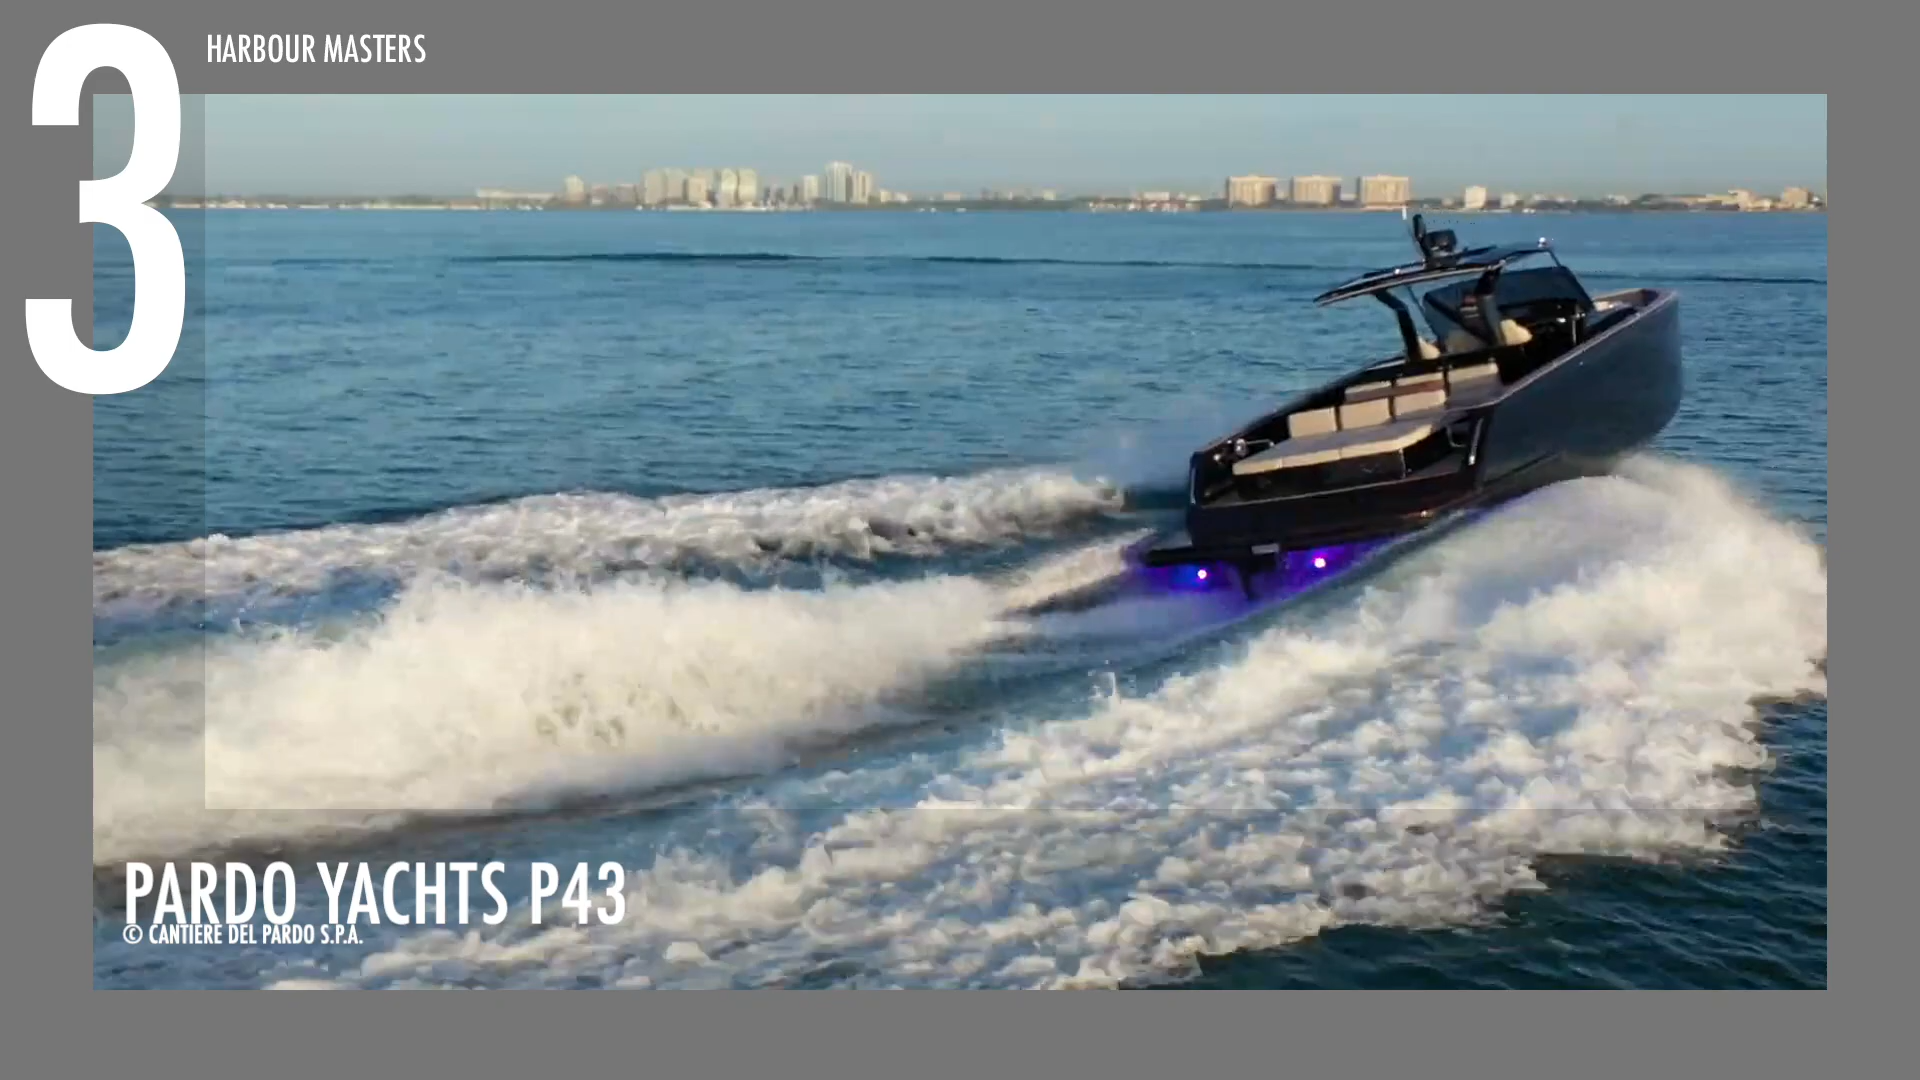 3
HARBOUR MASTERS
PARDO YACHTS P43
© CANTIERE DEL PARDO S.P.A.